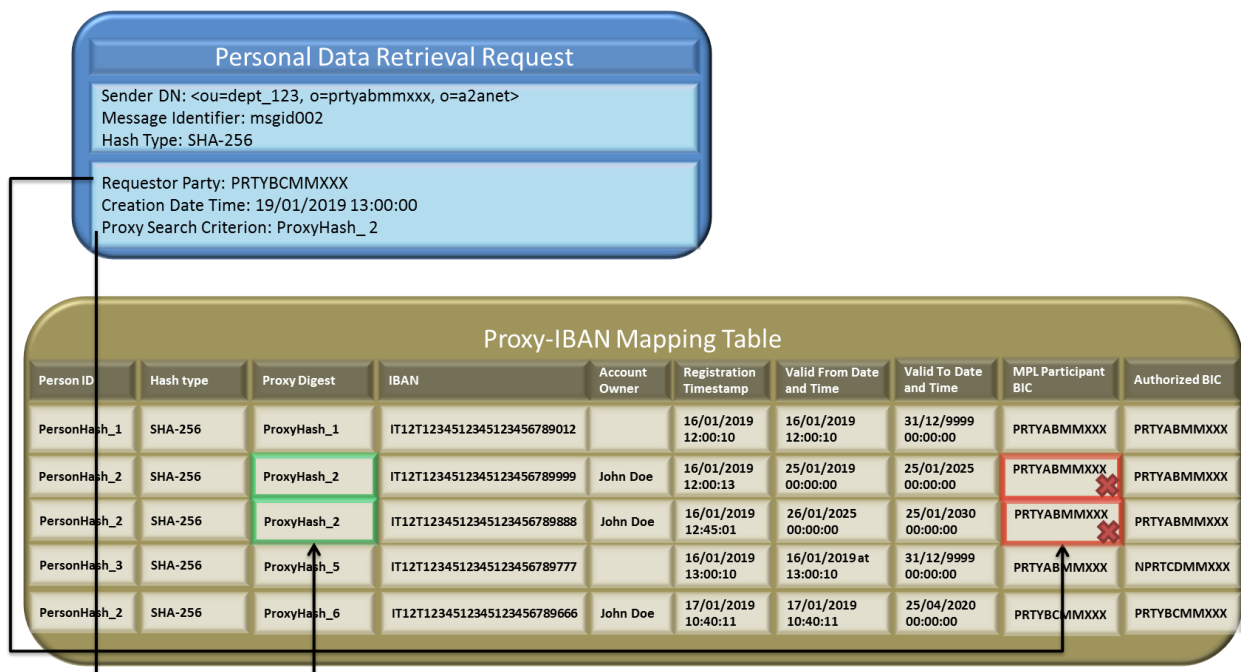 Personal Data Retrieval Request
Sender DN: <ou=dept_123, o=prtyabmmxxx, o=a2anet>
Message Identifier: msgid002
Hash Type: SHA-256
Requestor Party: PRTYBCMMXXX
Creation Date Time: 19/01/2019 13:00:00
Proxy Search Criterion: ProxyHash_ 2
Proxy-IBAN Mapping Table
Person ID Hash type Proxy Digest IBAN Account Owner Registration Timestamp Valid From Date and Time Valid To Date and Time MPL Participant BIC Authorized BIC
PersonHash_1 SHA-256 ProxyHash_1 IT12T1234512345123456789012 16/01/2019 12:00:10 16/01/2019 12:00:10 31/12/9999 00:00:00 PRTYABMMXXX PRTYABMMXXX
PersonHash_2 SHA-256 ProxyHash_2 IT12T1234512345123456789999 John Doe 16/01/2019 12:00:13 25/01/2019 00:00:00 25/01/2025 00:00:00 PRTYABMMXXX PRTYABMMXXX
PersonHash_2 SHA-256 ProxyHash_2 IT12T1234512345123456789888 John Doe 16/01/2019 12:45:01 26/01/2025 00:00:00 25/01/2030 00:00:00 PRTYABMMXXX PRTYABMMXXX
PersonHash_3 SHA-256 ProxyHash_5 IT12T1234512345123456789777 16/01/2019 13:00:10 16/01/2019 at 13:00:10 31/12/9999 00:00:00 PRTYABMMXXX NPRTCDMMXXX
PersonHash_2 SHA-256 ProxyHash_6 IT12T1234512345123456789666 John Doe 17/01/2019 10:40:11 17/01/2019 10:40:11 25/04/2020 00:00:00 PRTYBCMMXXX PRTYBCMMXXX